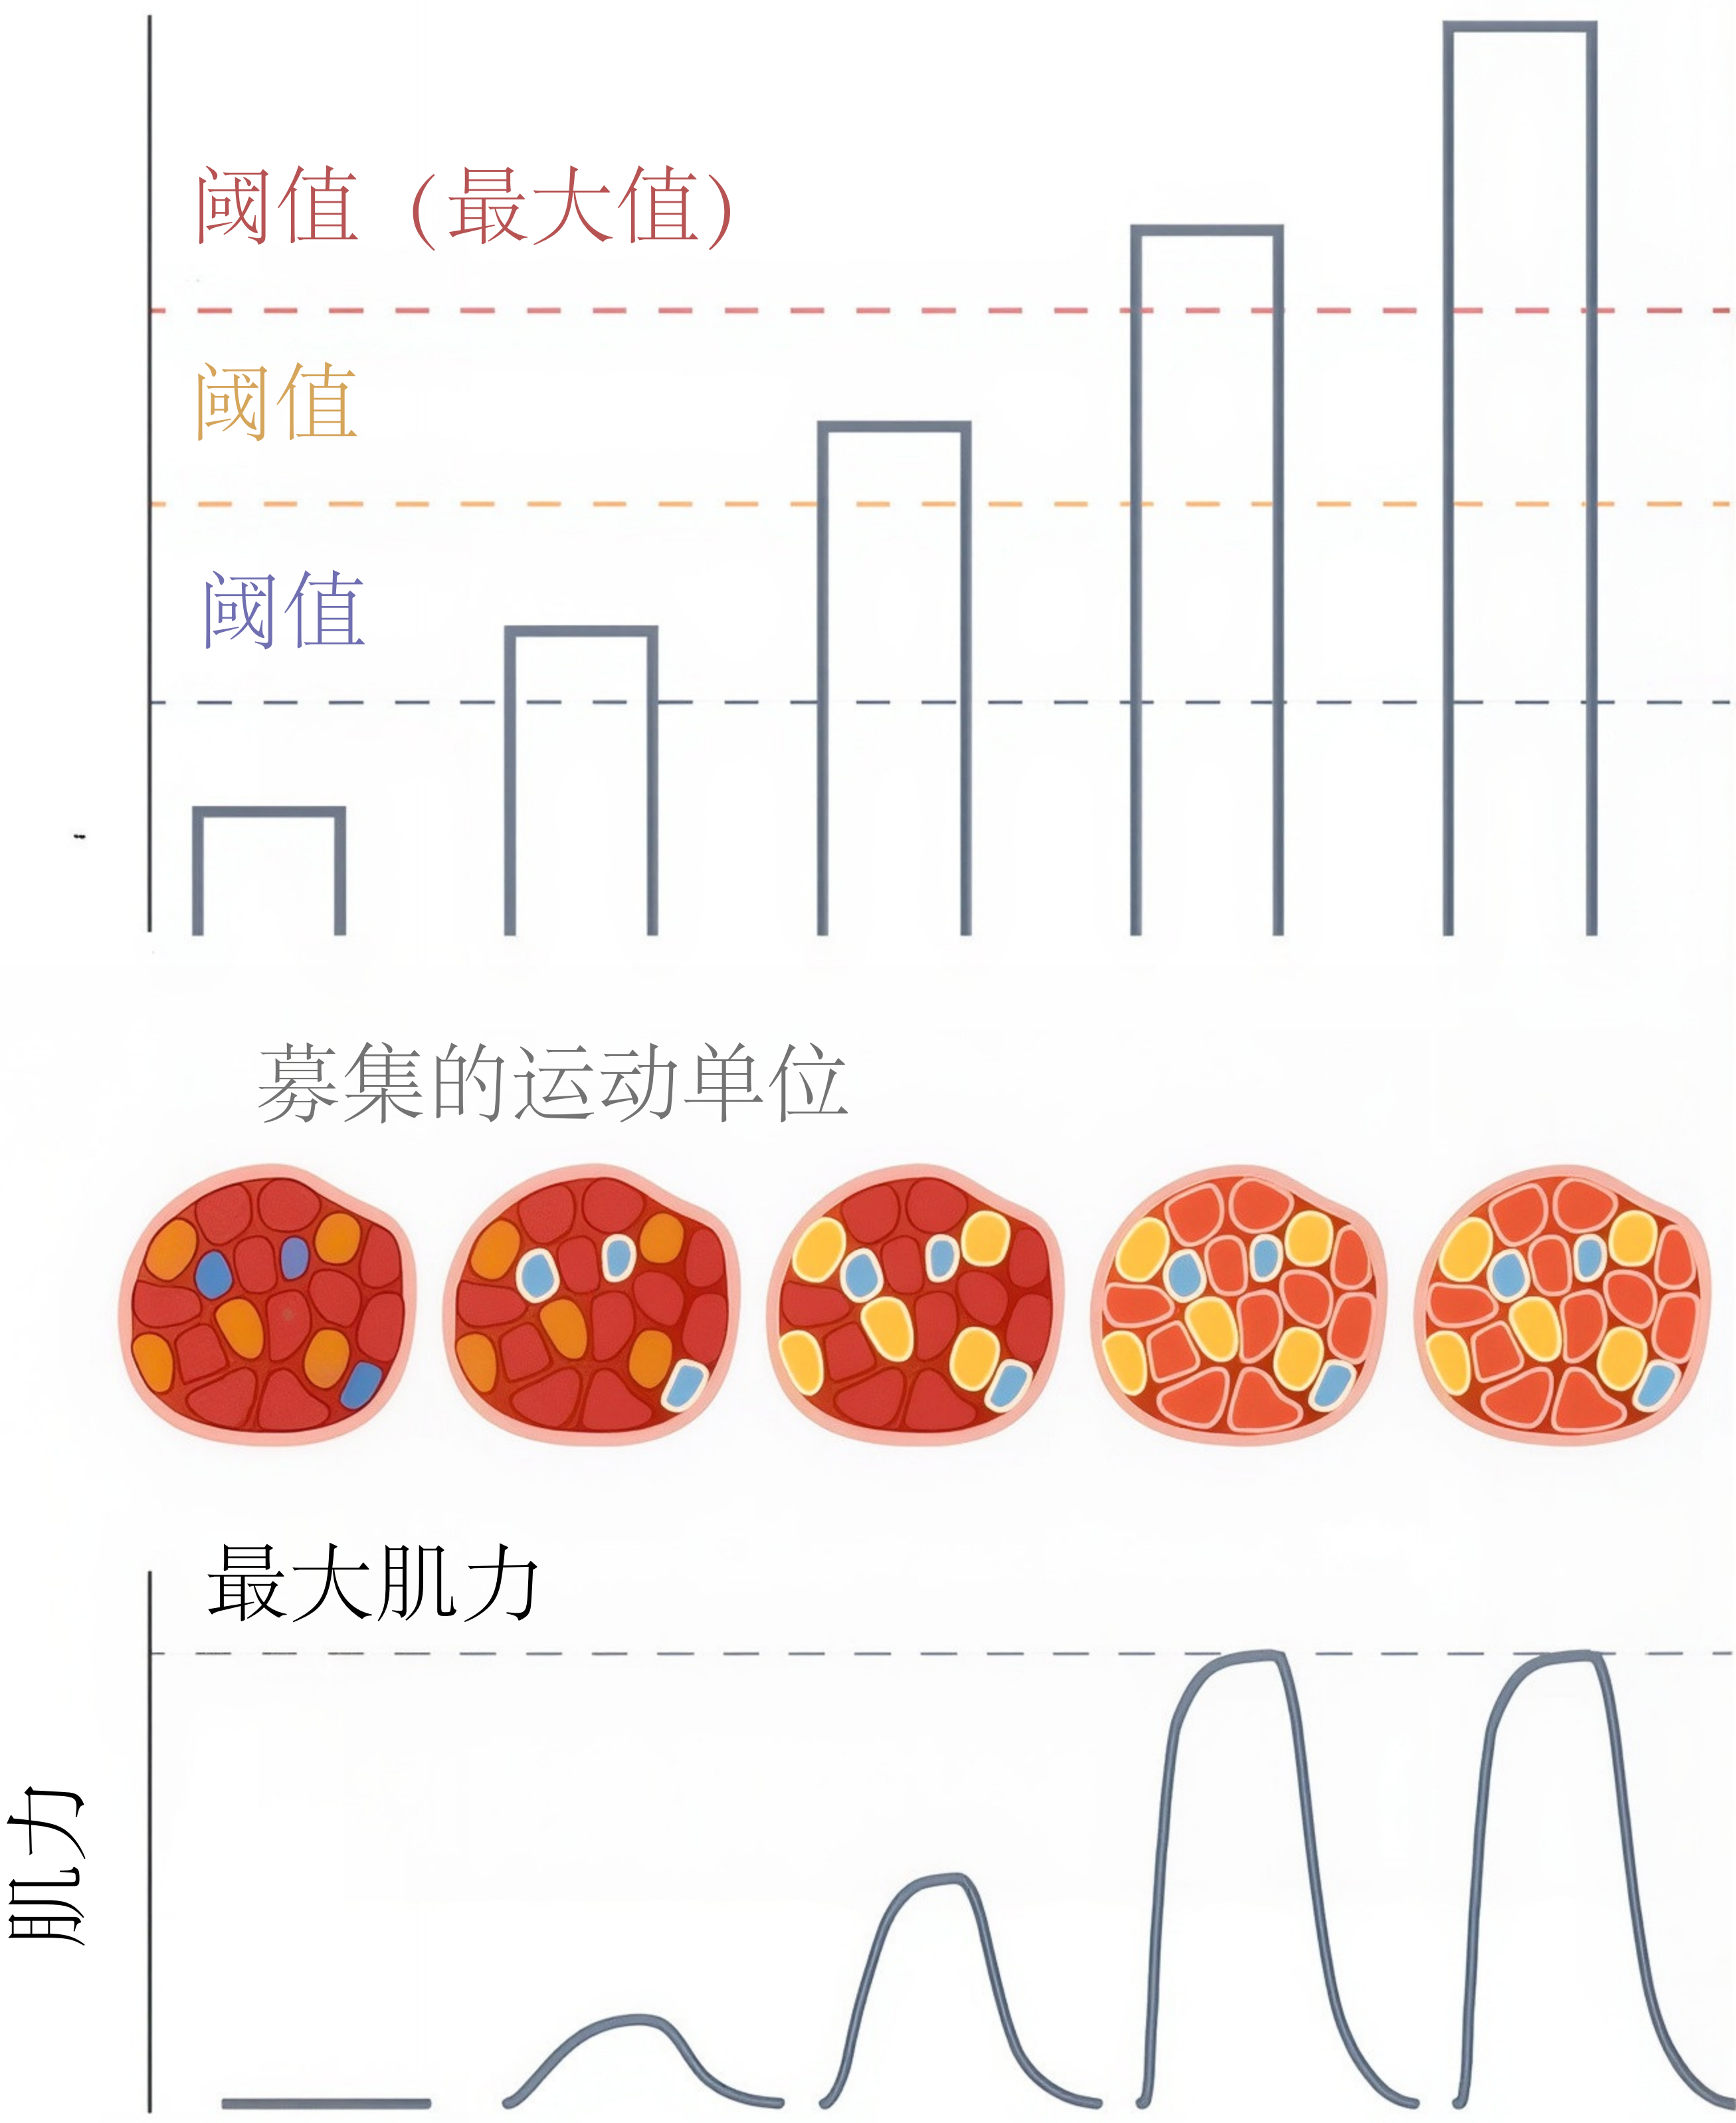 阈值（最大值）
阈值
阈值
募集的运动单位
最大肌力
肌力